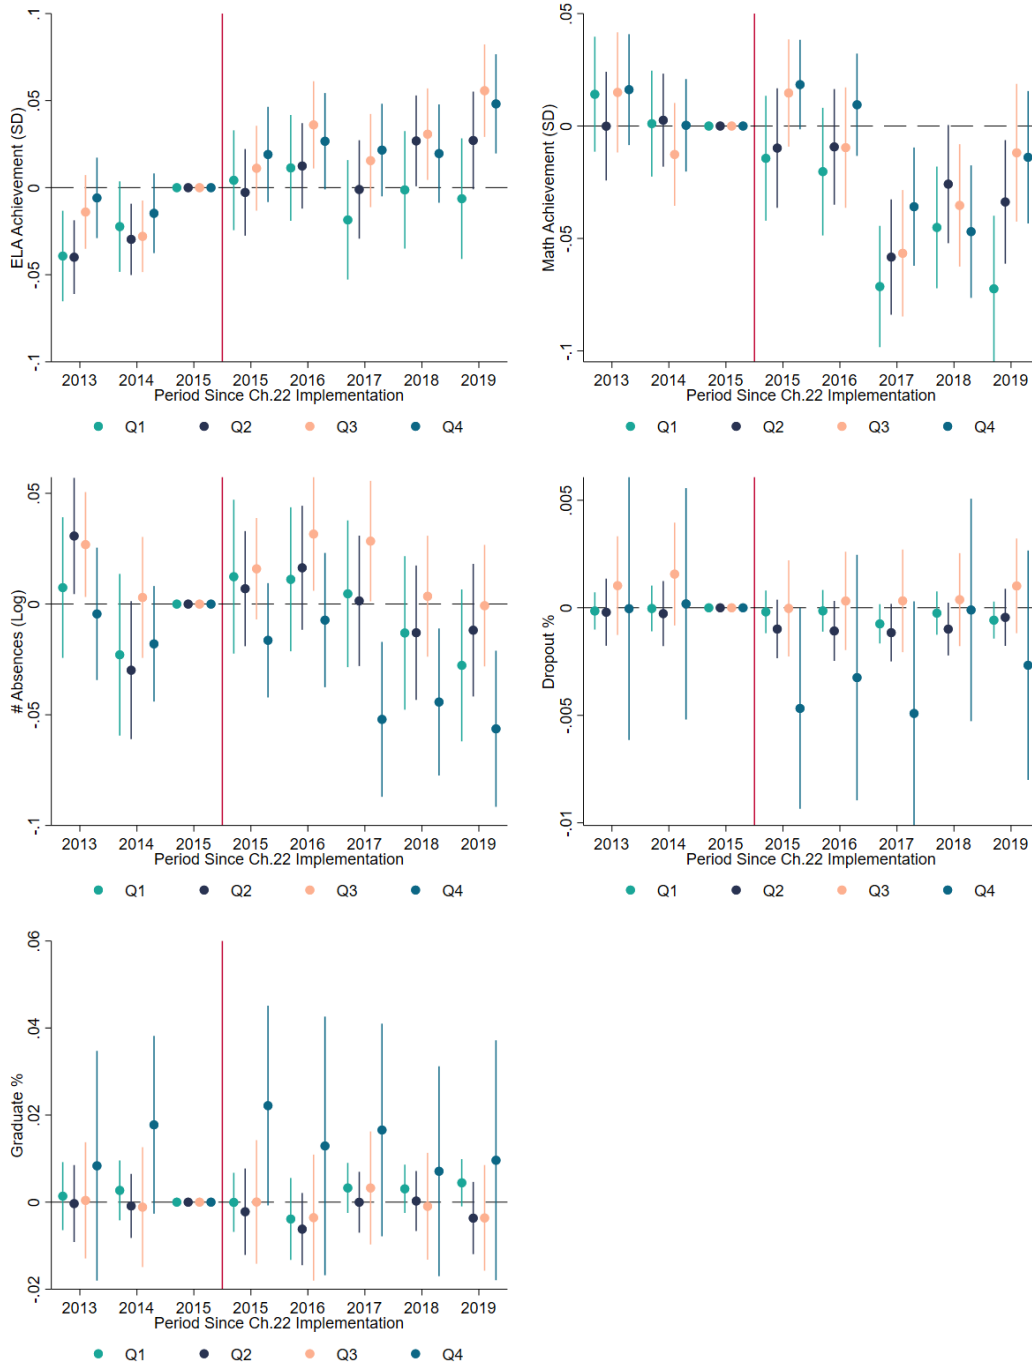 ELA Achievement (SD)
.1
.05
0
-.05
-.1
2013 2014 2015 2015 2016 2017 2018 2019
Period Since Ch.22 Implementation
Q1 Q2 Q3 Q4
Math Achievement (SD)
.05
0
-.05
-.1
2013 2014 2015 2015 2016 2017 2018 2019
Period Since Ch.22 Implementation
Q1 Q2 Q3 Q4
# Absences (Log)
.05
0
-.05
-.1
2013 2014 2015 2015 2016 2017 2018 2019
Period Since Ch.22 Implementation
Q1 Q2 Q3 Q4
Dropout %
.005
0
-.005
-.01
2013 2014 2015 2015 2016 2017 2018 2019
Period Since Ch.22 Implementation
Q1 Q2 Q3 Q4
Graduate %
.06
.04
.02
0
-.02
2013 2014 2015 2015 2016 2017 2018 2019
Period Since Ch.22 Implementation
Q1 Q2 Q3 Q4